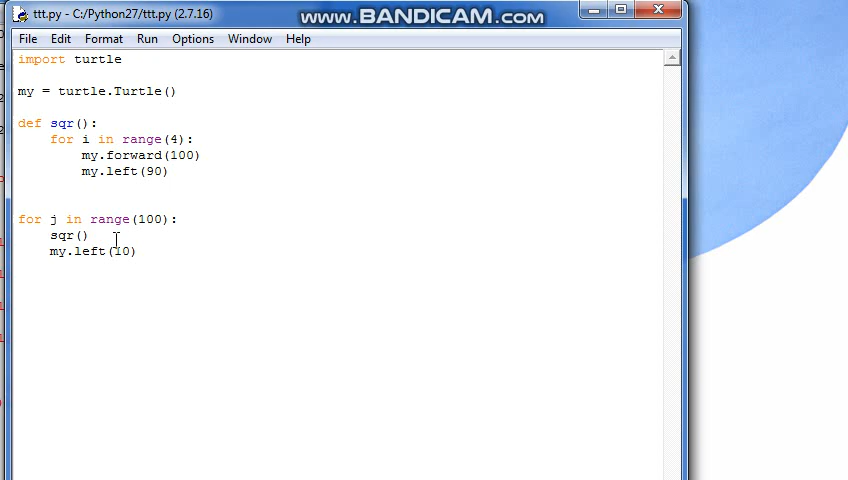 ttt.py - C:/Python27/ttt.py (2.7.16)
www.BANDICAM.com
File Edit Format Run Options Window Help
import turtle
my = turtle.Turtle()
def sqr():
    for i in range(4):
        my.forward(100)
        my.left(90)
for j in range(100):
    sqr()
    my.left(10)